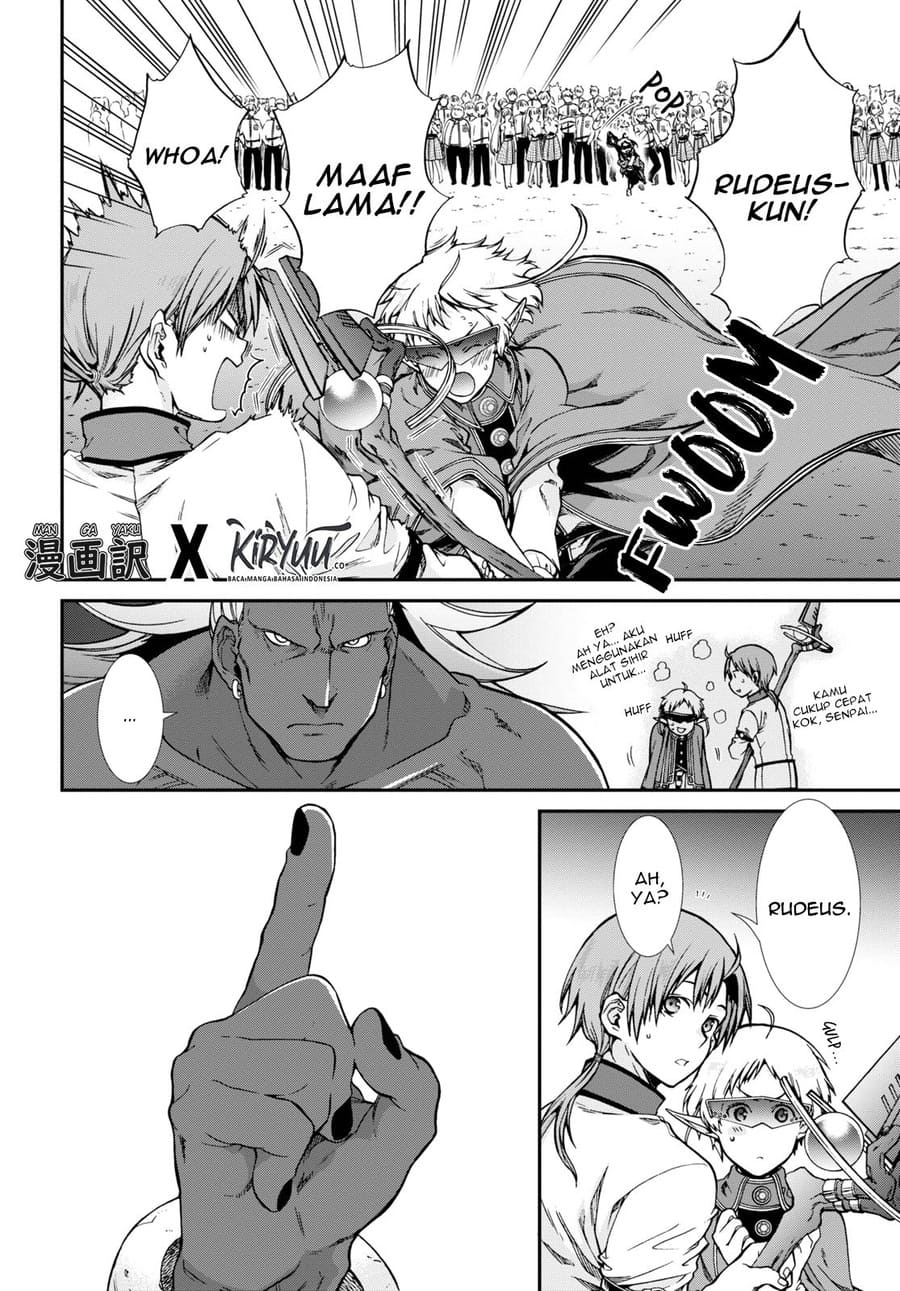 RUDEUS-
KUN!
POP
MAAF
LAMA!!
WHOA!
FWOOM
MAN GA YAKU
漫画訳 X KIRYUU.CO
BACA MANGA BAHASA INDONESIA
EH?
AH YA... AKU
MENGGUNAKAN
ALAT SIHIR
UNTUK...
HUFF
HUFF
KAMU
CUKUP CEPAT
KOK, SENPAI...
...
RUDEUS.
AH,
YA?
GULP...